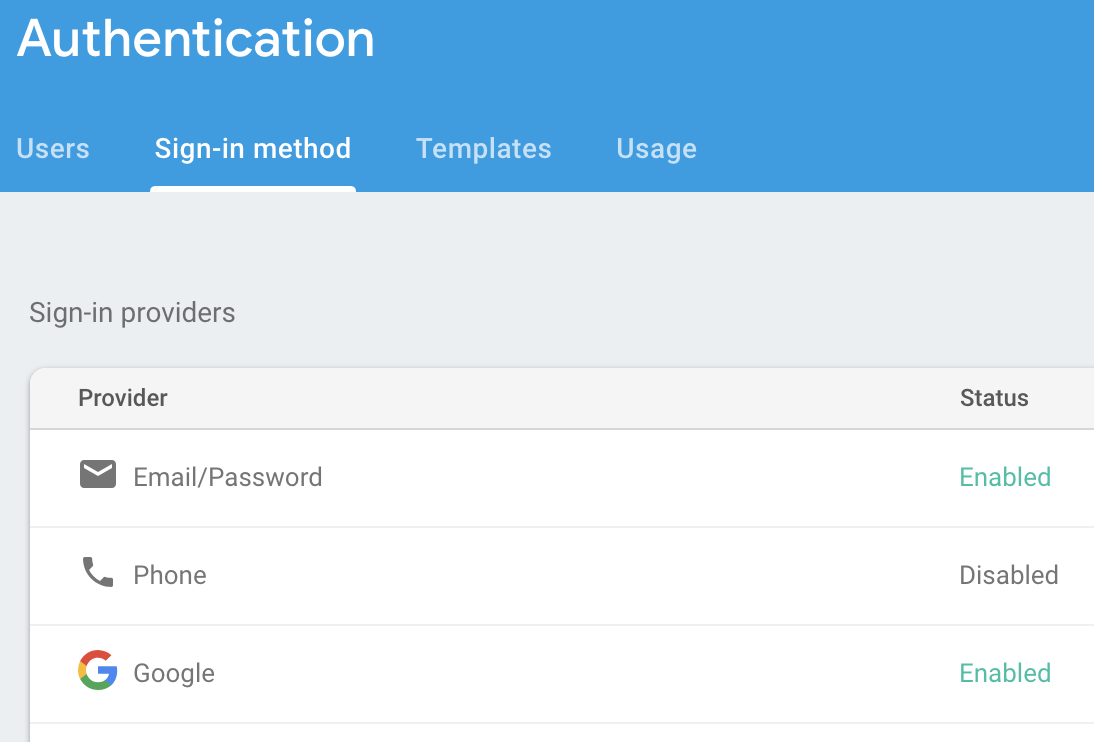 Authentication
Users Sign-in method Templates Usage
Sign-in providers
Provider Status
Email/Password Enabled
Phone Disabled
Google Enabled